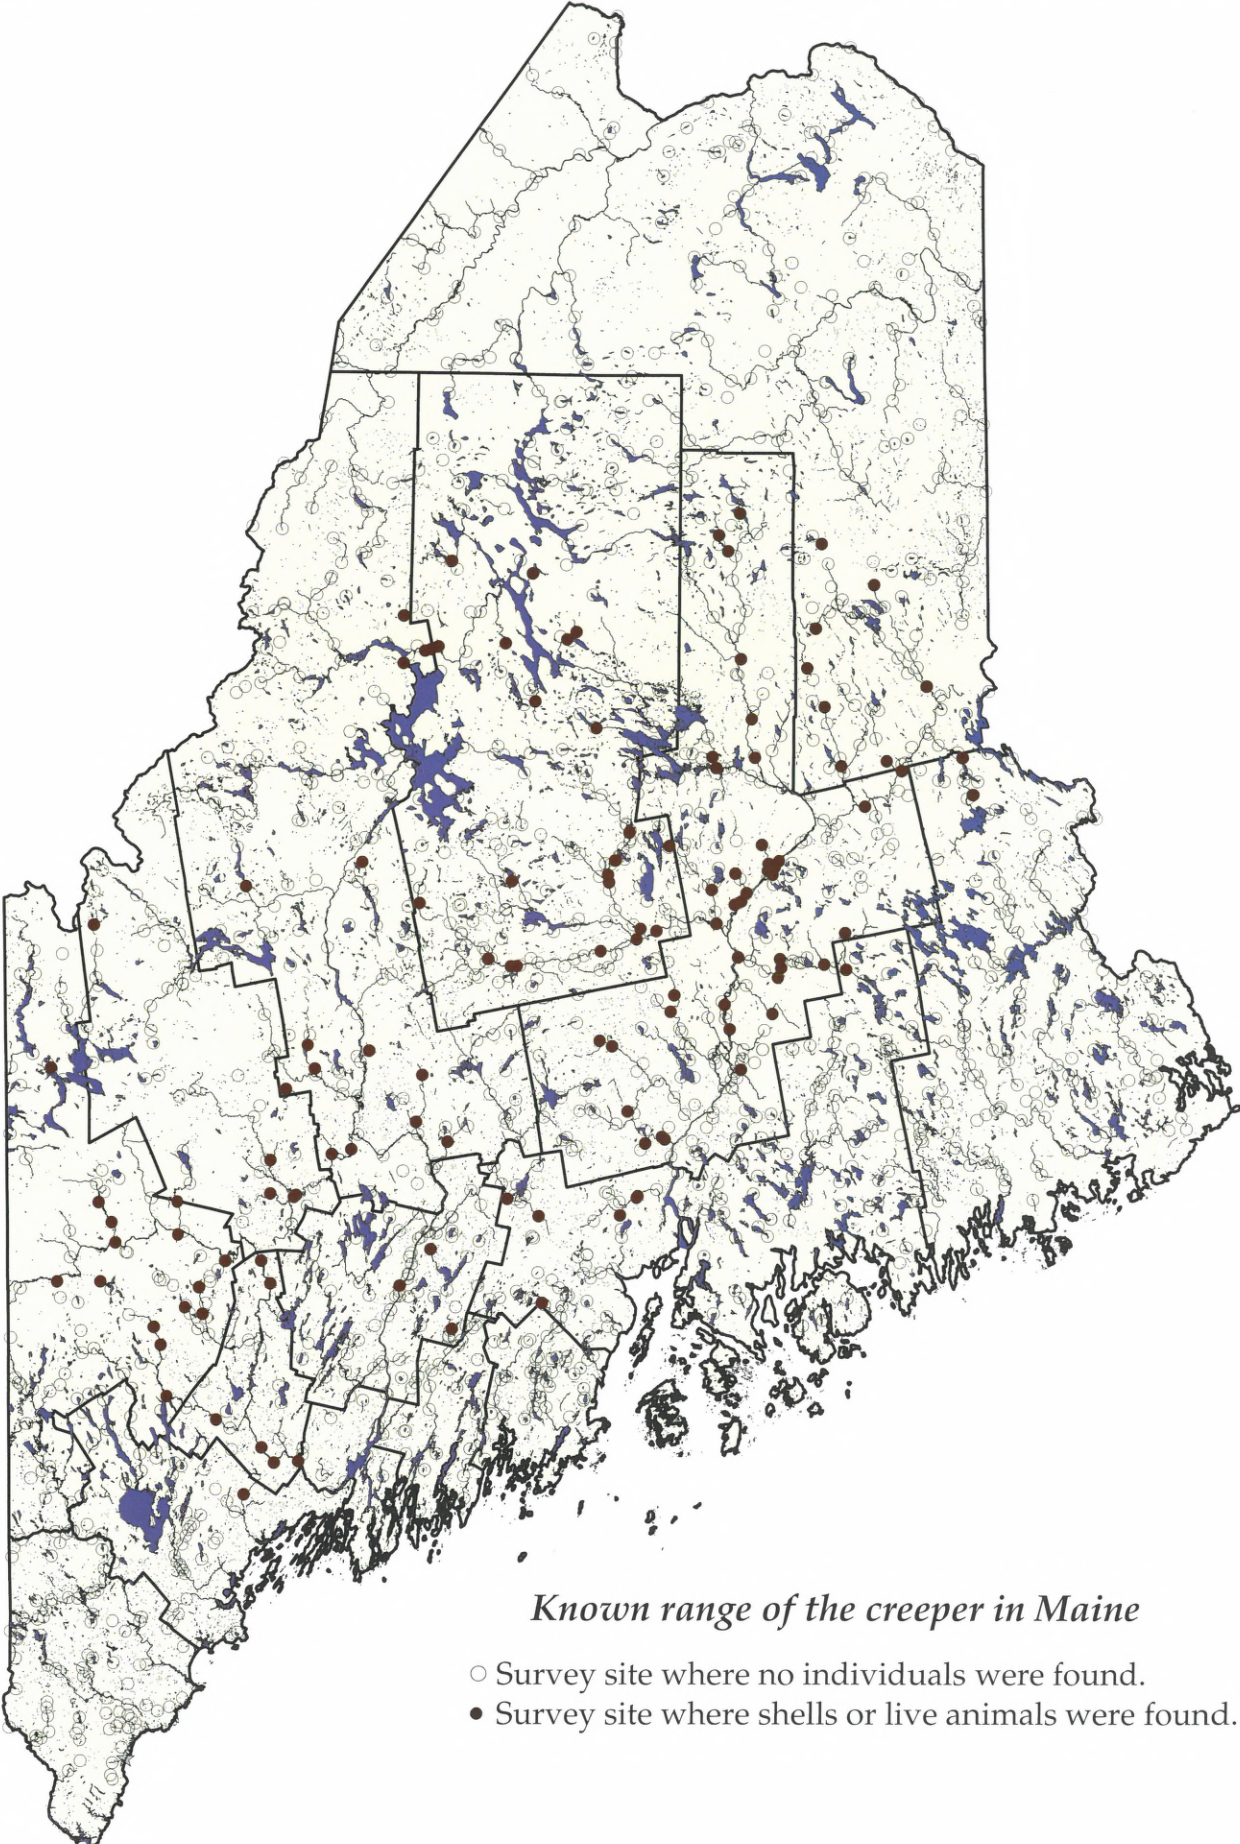 Known range of the creeper in Maine
○ Survey site where no individuals were found.
● Survey site where shells or live animals were found.